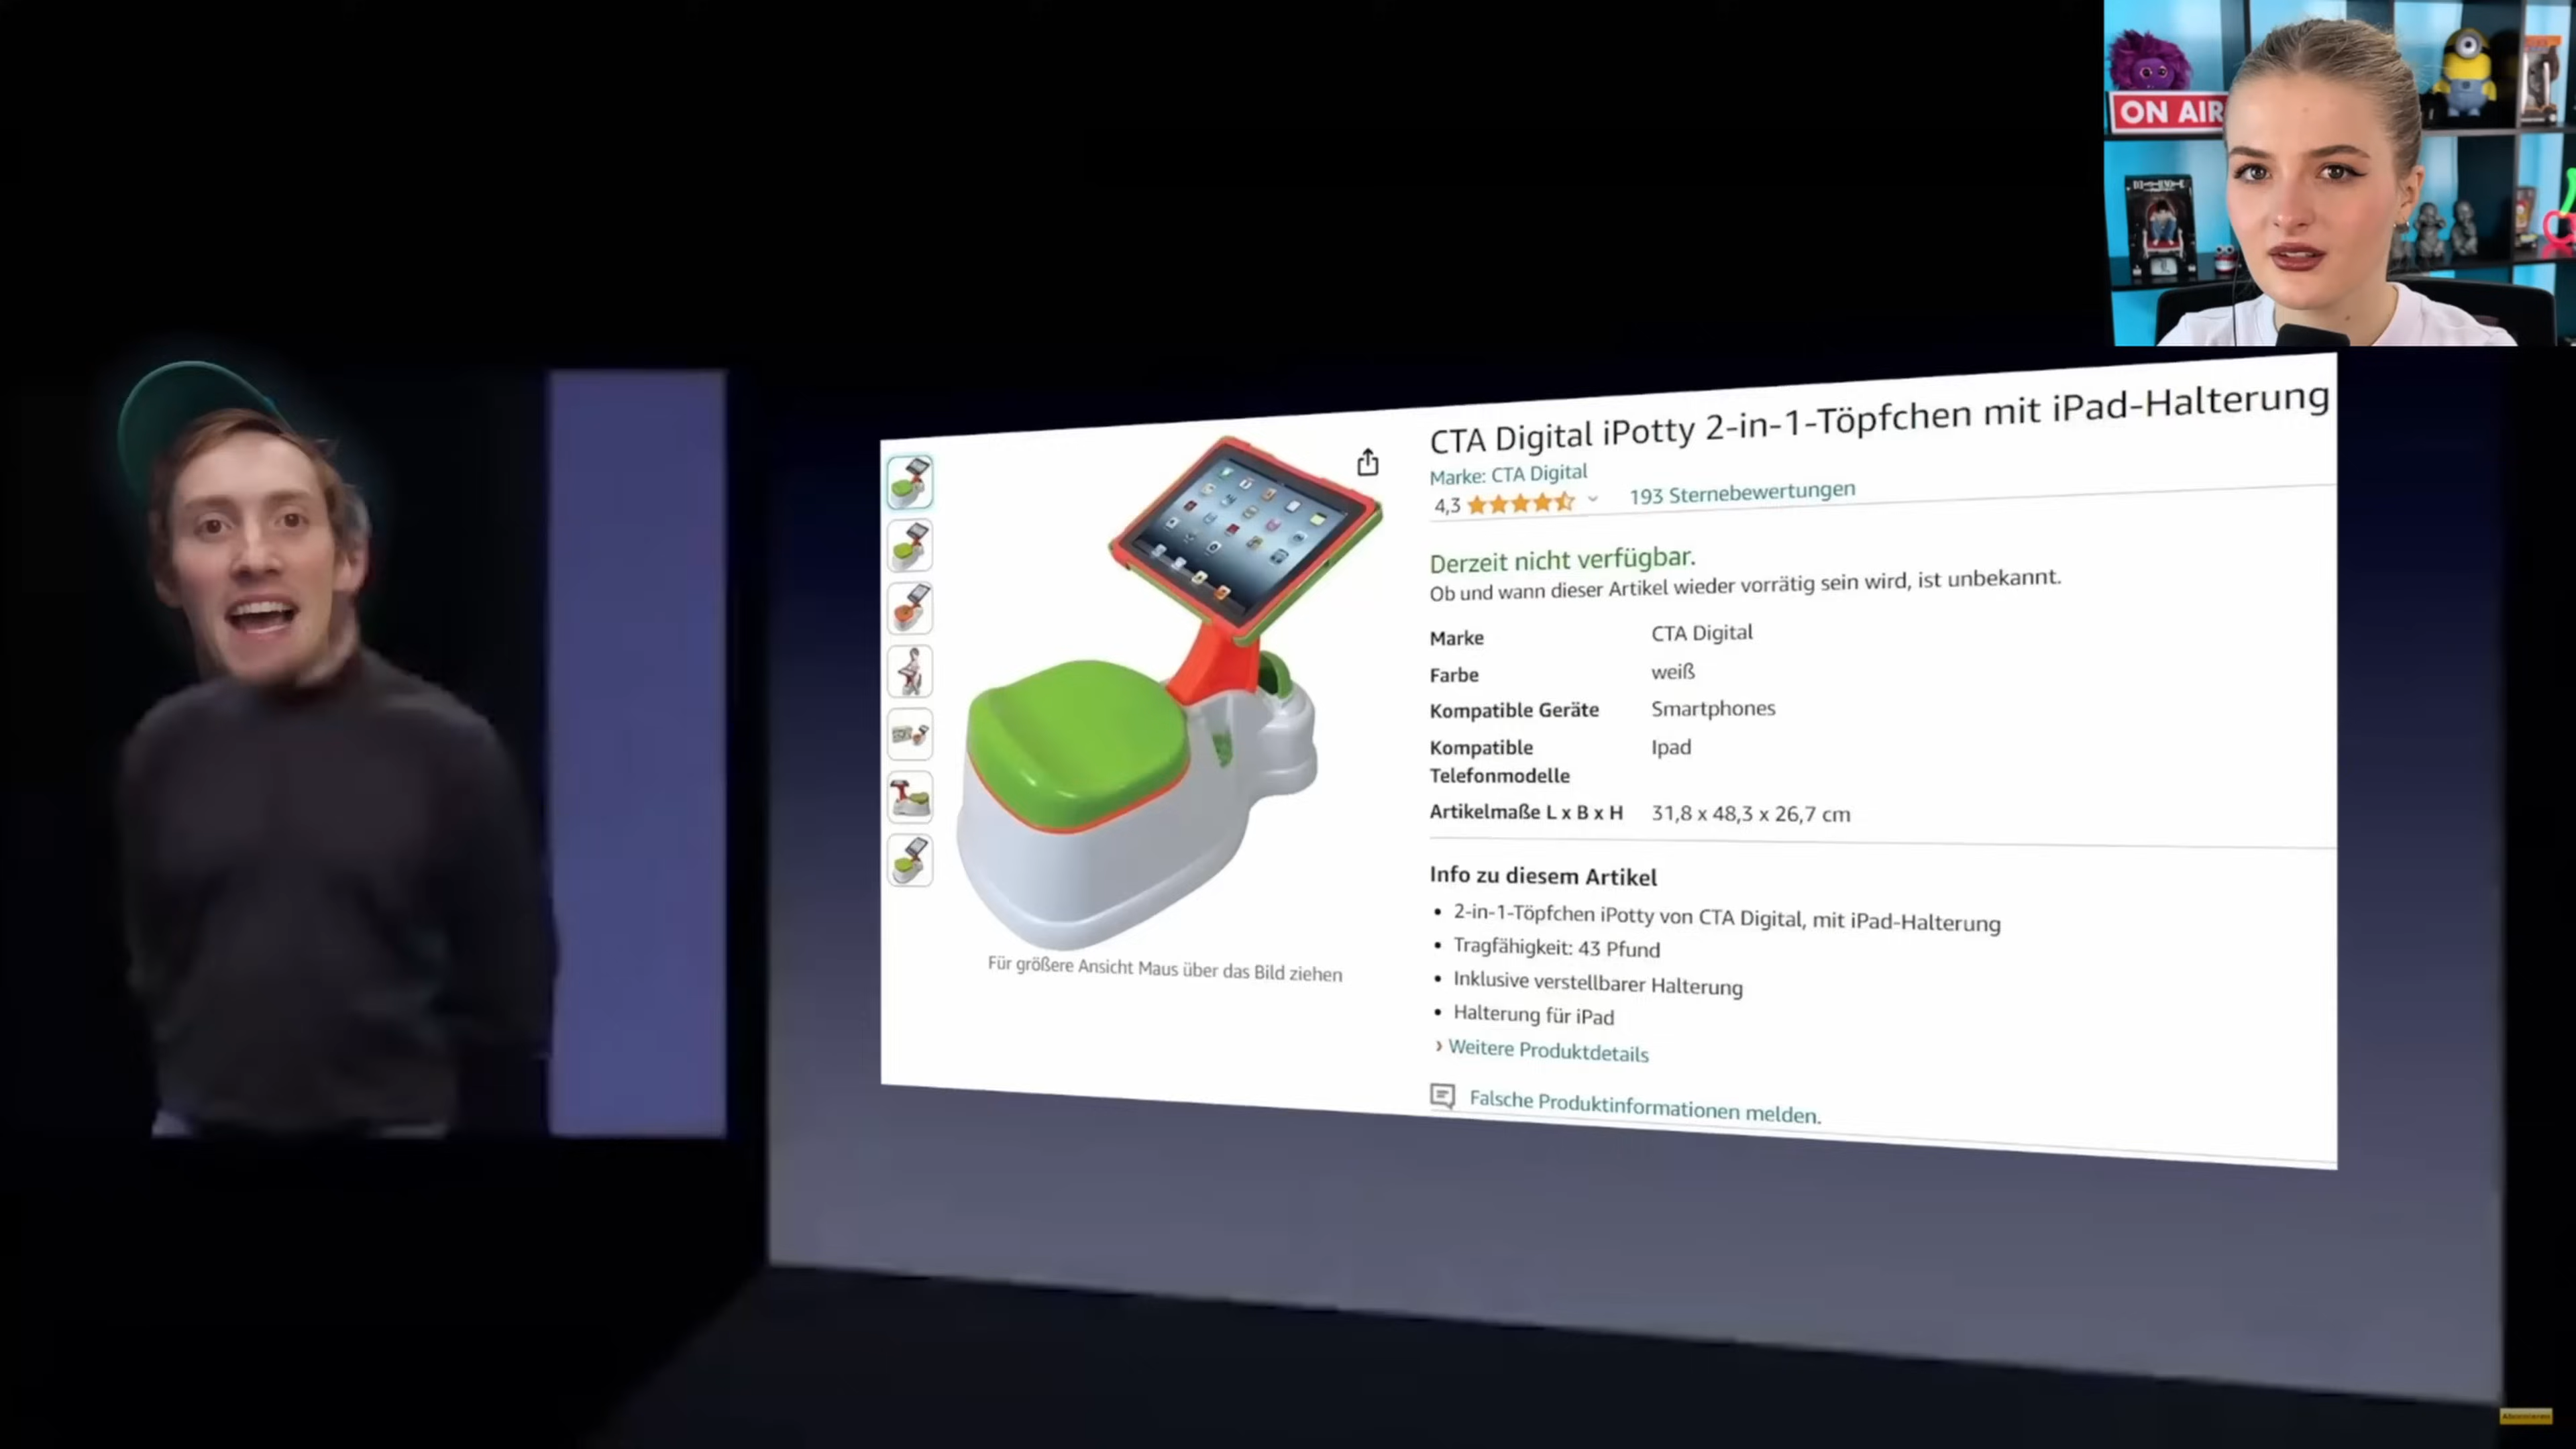 ON AIR
CTA Digital iPotty 2-in-1-Töpfchen mit iPad-Halterung
Marke: CTA Digital
4,3
193 Sternebewertungen
Derzeit nicht verfügbar.
Ob und wann dieser Artikel wieder vorrätig sein wird, ist unbekannt.
Marke CTA Digital
Farbe weiß
Kompatible Geräte Smartphones
Kompatible Ipad
Telefonmodelle
Artikelmaße L x B x H 31,8 x 48,3 x 26,7 cm
Info zu diesem Artikel
• 2-in-1-Töpfchen iPotty von CTA Digital, mit iPad-Halterung
• Tragfähigkeit: 43 Pfund
• Inklusive verstellbarer Halterung
• Halterung für iPad
› Weitere Produktdetails
Falsche Produktinformationen melden.
Für größere Ansicht Maus über das Bild ziehen
Abonnieren